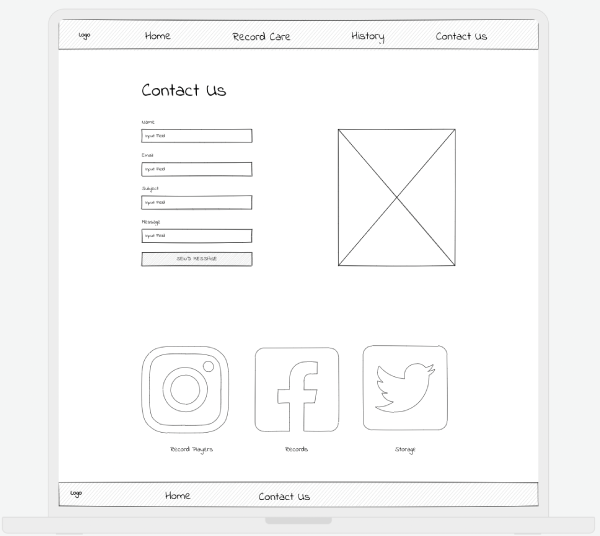 Logo Home Record Care History Contact Us
Contact Us
Name
Input field
Email
Input field
Subject
Input field
Message
Input field
SEND MESSAGE
Record Players Records Storage
Logo Home Contact Us